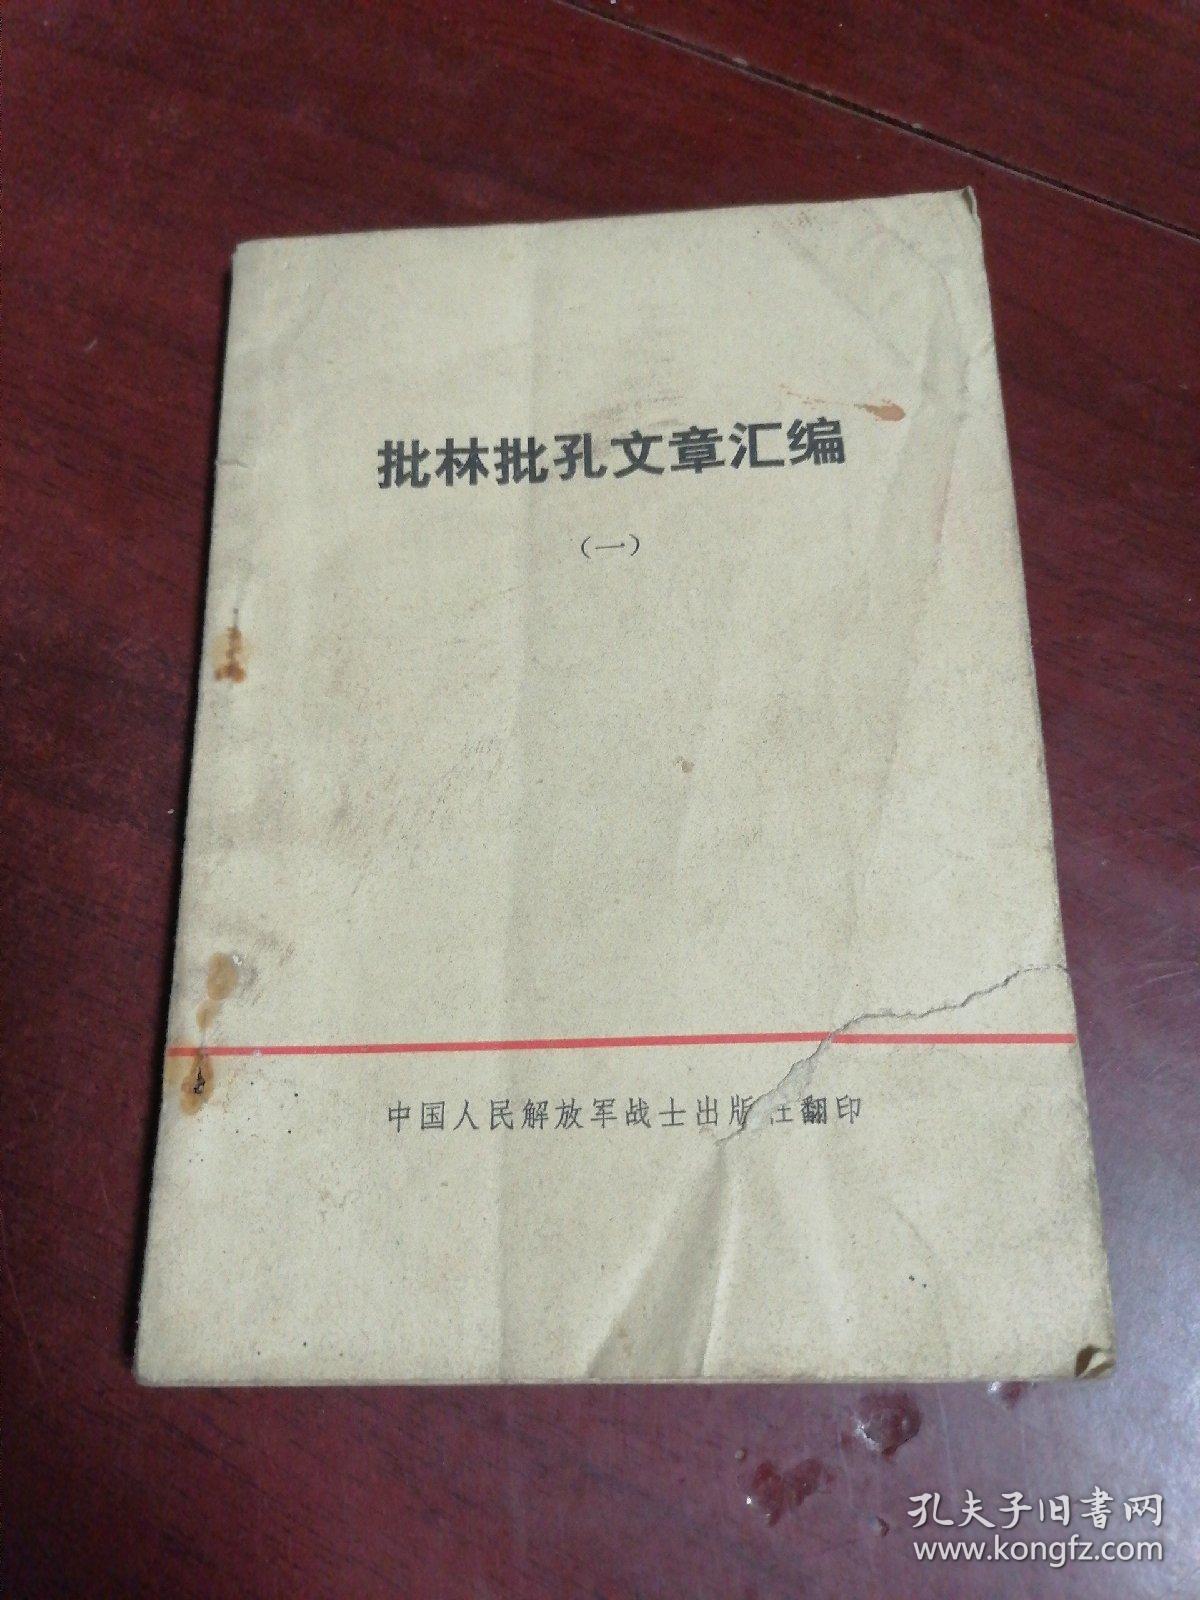 批林批孔文章汇编
（一）
中国人民解放军战士出版社翻印
孔夫子旧书网
www.kongfz.com